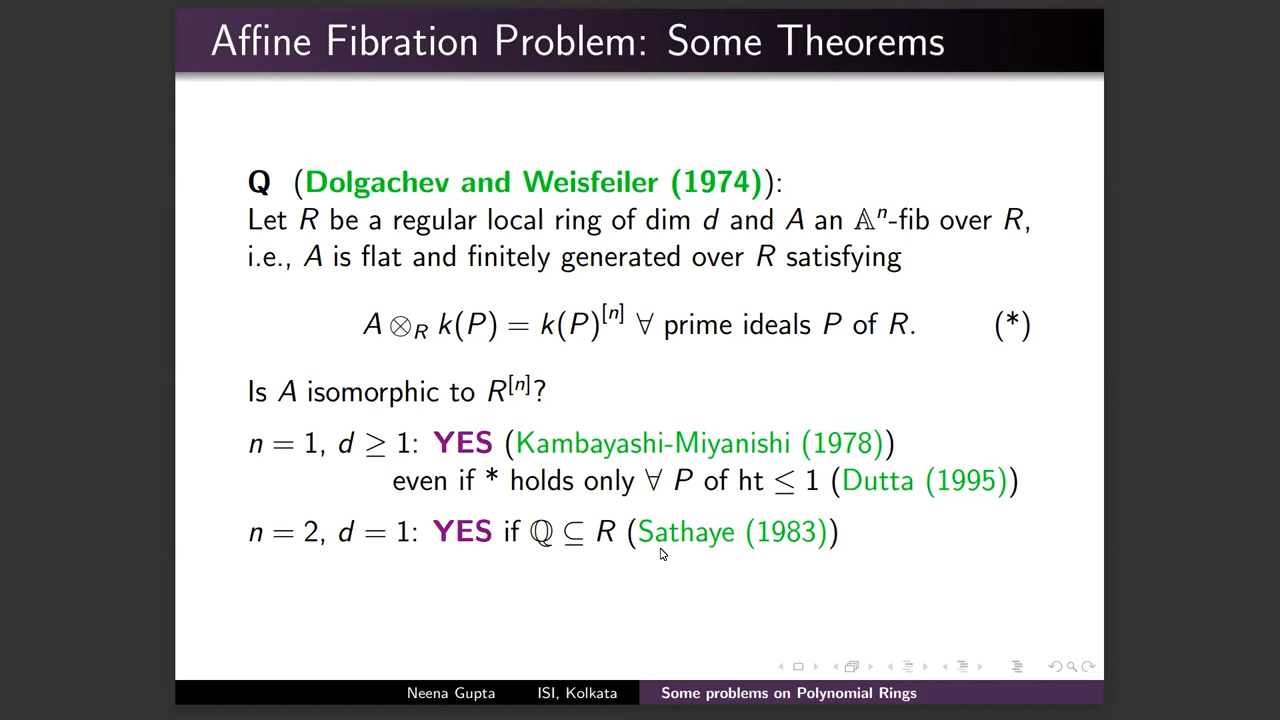 Affine Fibration Problem: Some Theorems
Q (Dolgachev and Weisfeiler (1974)):
Let R be a regular local ring of dim d and A an 𝔸ⁿ-fib over R,
i.e., A is flat and finitely generated over R satisfying
A ⊗_R k(P) = k(P)^[n] ∀ prime ideals P of R. (*)
Is A isomorphic to R^[n]?
n = 1, d ≥ 1: YES (Kambayashi-Miyanishi (1978))
even if * holds only ∀ P of ht ≤ 1 (Dutta (1995))
n = 2, d = 1: YES if ℚ ⊆ R (Sathaye (1983))
Neena Gupta ISI, Kolkata Some problems on Polynomial Rings